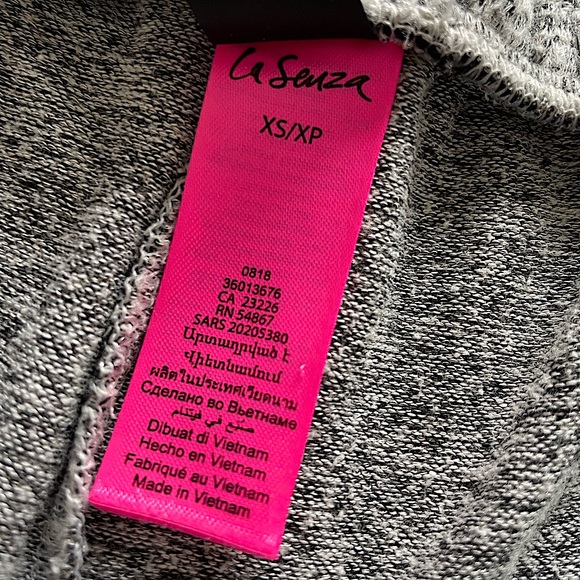 La Senza
XS/XP
0818
36013676
CA 23226
RN 54867
SARS 20205380
Արտադրված է
Վիետնամում
ผลิตในประเทศเวียดนาม
Сделано во Вьетнаме
صنع في فيتنام
Dibuat di Vietnam
Hecho en Vietnam
Fabriqué au Vietnam
Made in Vietnam